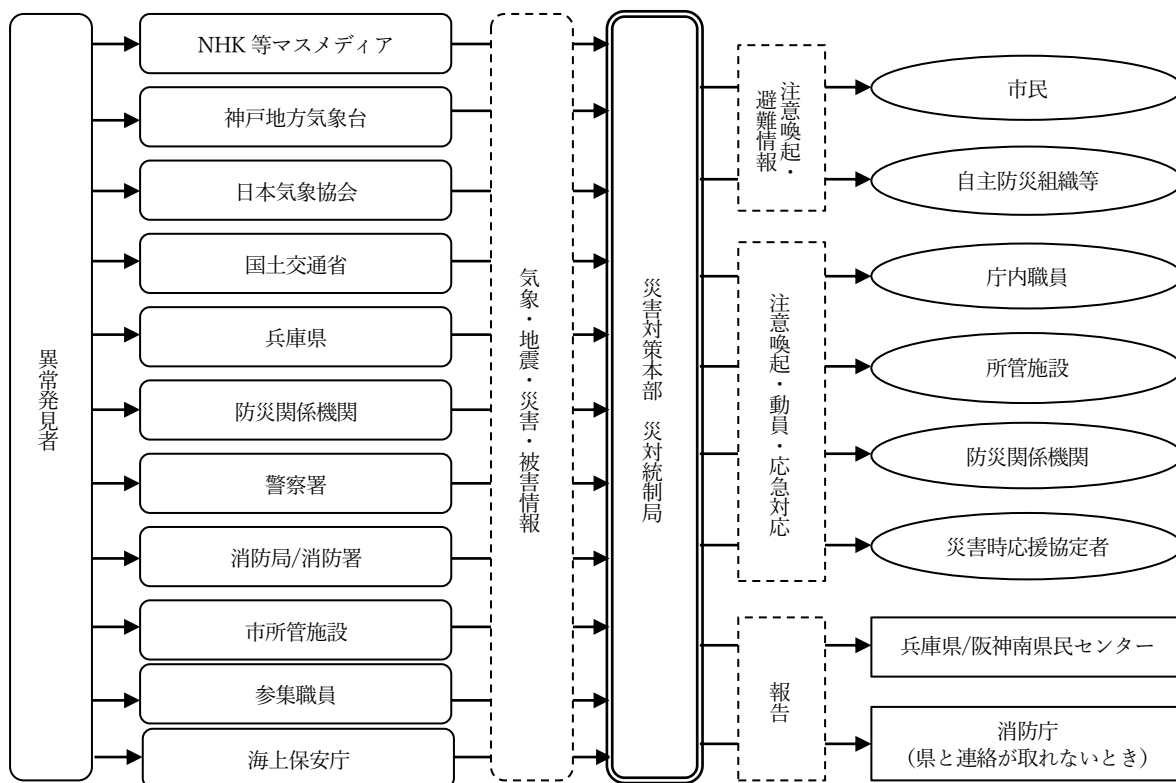 異常発見者
NHK 等マスメディア
神戸地方気象台
日本気象協会
国土交通省
兵庫県
防災関係機関
警察署
消防局/消防署
市所管施設
参集職員
海上保安庁
気象・地震・災害・被害情報
災害対策本部 災対統制局
注意喚起・
避難情報
市民
自主防災組織等
注意喚起・動員・応急対応
庁内職員
所管施設
防災関係機関
災害時応援協定者
報告
兵庫県/阪神南県民センター
消防庁
（県と連絡が取れないとき）